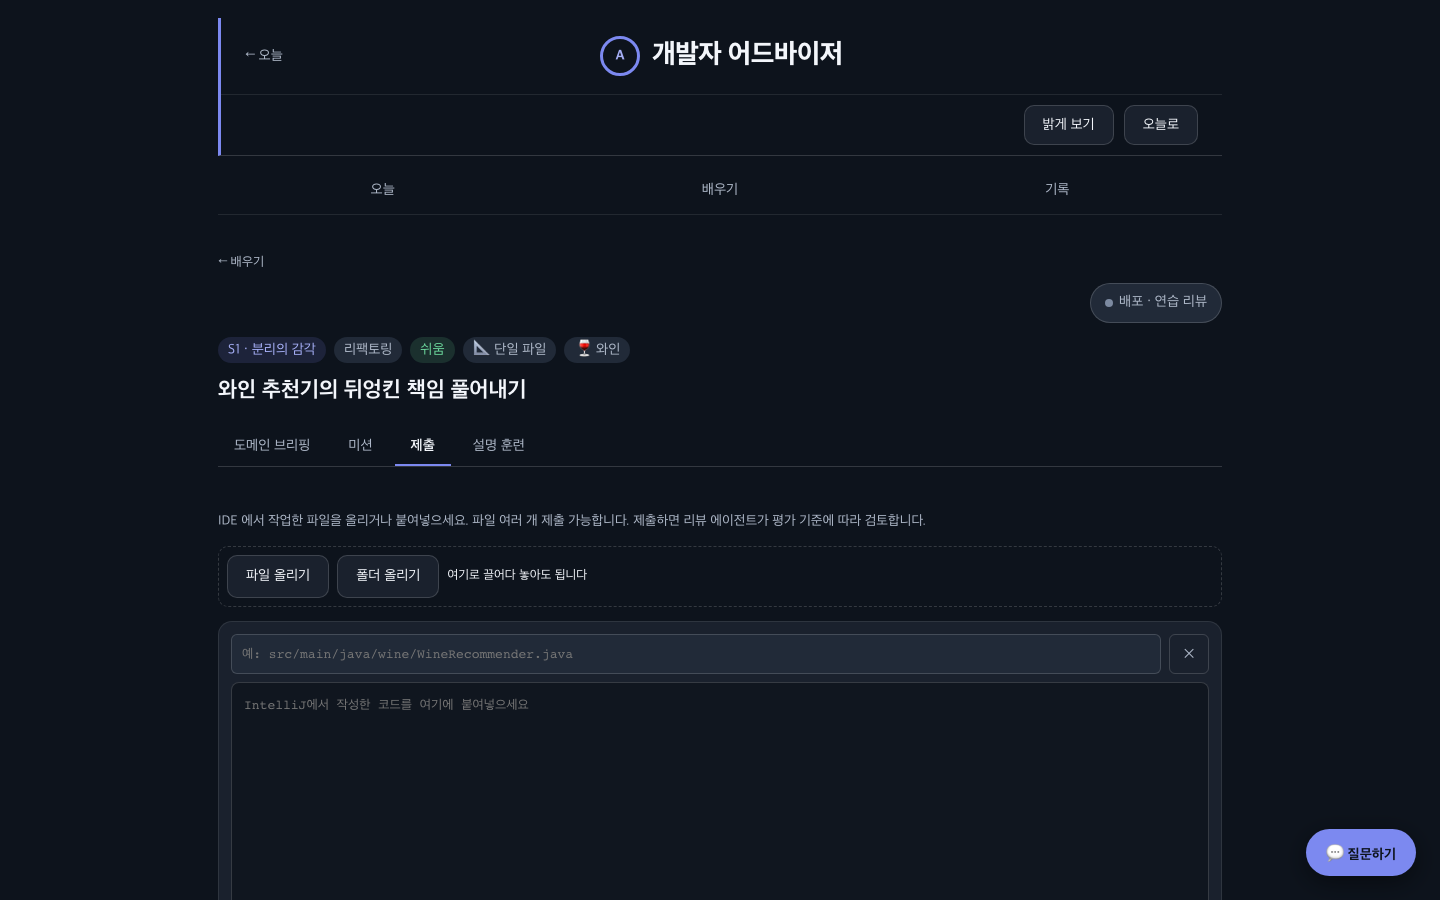 ← 오늘
A 개발자 어드바이저
밝게 보기 오늘로
오늘 배우기 기록
← 배우기
배포 · 연습 리뷰
S1 · 분리의 감각 리팩토링 쉬움 📐 단일 파일 🍷 와인
와인 추천기의 뒤엉킨 책임 풀어내기
도메인 브리핑 미션 제출 설명 훈련
IDE 에서 작업한 파일을 올리거나 붙여넣으세요. 파일 여러 개 제출 가능합니다. 제출하면 리뷰 에이전트가 평가 기준에 따라 검토합니다.
파일 올리기 폴더 올리기 여기로 끌어다 놓아도 됩니다
예: src/main/java/wine/WineRecommender.java ×
IntelliJ에서 작성한 코드를 여기에 붙여넣으세요
💬 질문하기